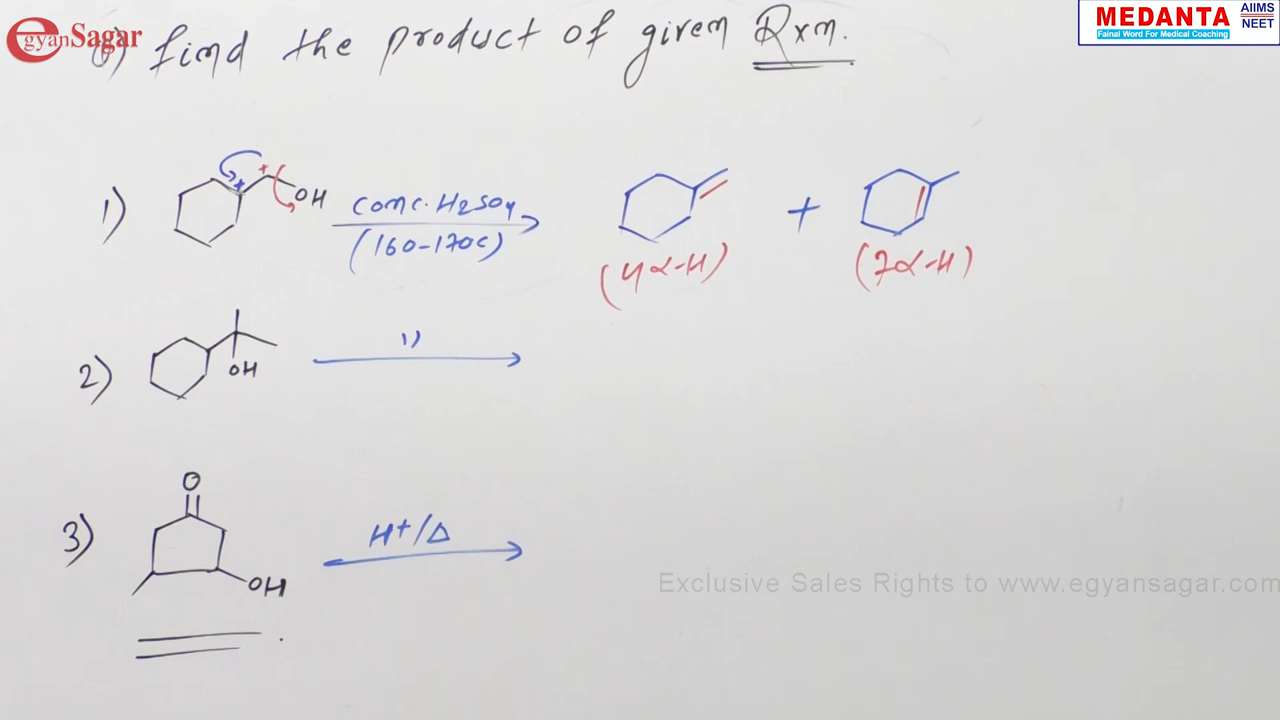 egyanSagar
MEDANTA AIIMS NEET
Fainal Word For Medical Coaching
find the product of given Rxn.
1) OH conc. H2SO4 (160-170c) + 
(4α-H) (7α-H)
2) OH 1)
3) O OH H+/Δ
Exclusive Sales Rights to www.egyansagar.com